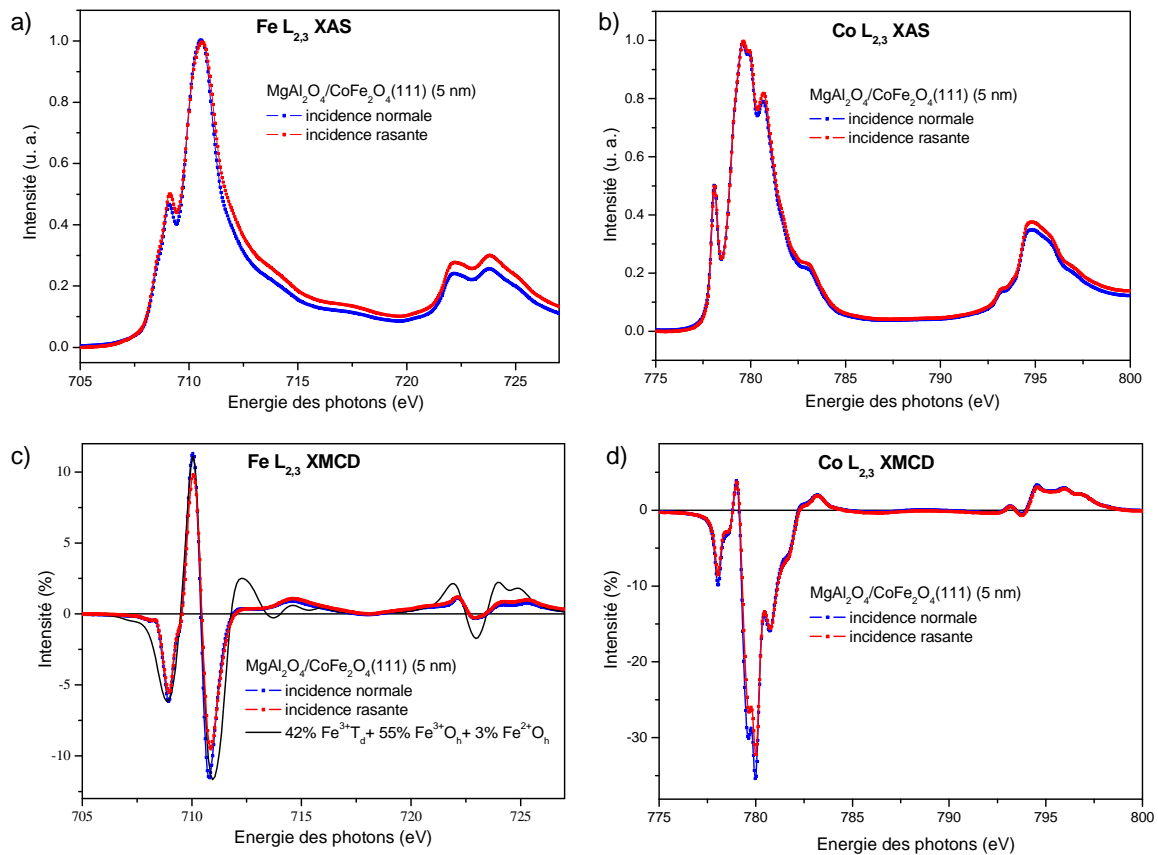 a)
Fe L2,3 XAS
MgAl2O4/CoFe2O4(111) (5 nm)
incidence normale
incidence rasante
Intensité (u. a.)
1.0
0.8
0.6
0.4
0.2
0.0
705
710
715
720
725
Energie des photons (eV)
b)
Co L2,3 XAS
MgAl2O4/CoFe2O4(111) (5 nm)
incidence normale
incidence rasante
Intensité (u. a.)
1.0
0.8
0.6
0.4
0.2
0.0
775
780
785
790
795
800
Energie des photons (eV)
c)
Fe L2,3 XMCD
Intensité (%)
10
5
0
-5
-10
MgAl2O4/CoFe2O4(111) (5 nm)
incidence normale
incidence rasante
42% Fe3+Td+ 55% Fe3+Oh+ 3% Fe2+Oh
705
710
715
720
725
Energie des photons (eV)
d)
Co L2,3 XMCD
Intensité (%)
10
0
-10
-20
-30
MgAl2O4/CoFe2O4(111) (5 nm)
incidence normale
incidence rasante
775
780
785
790
795
800
Energie des photons (eV)